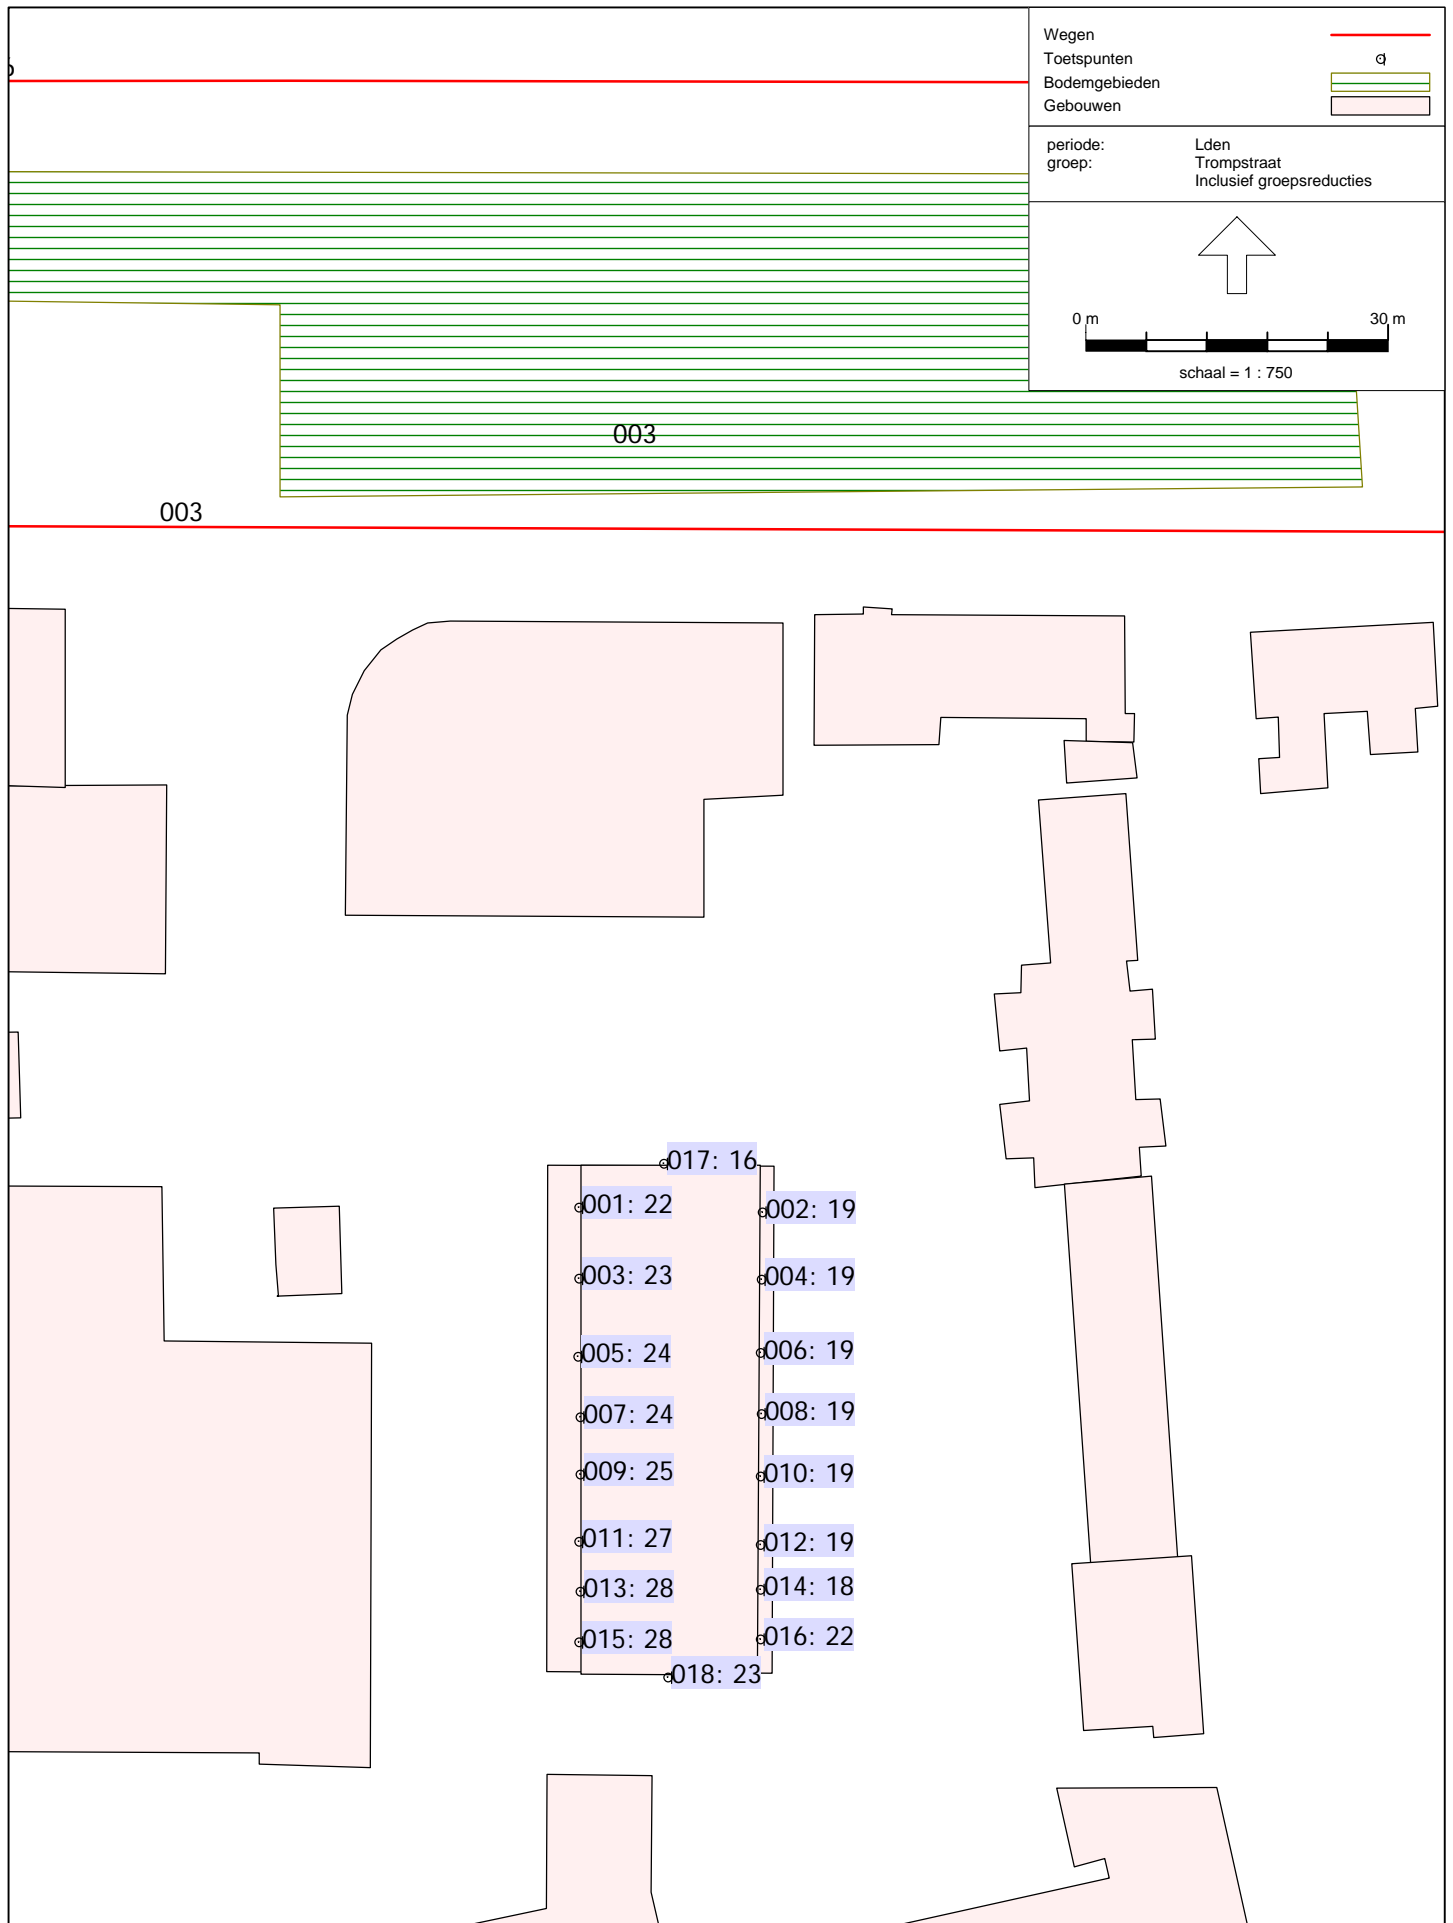 Wegen
Toetspunten
Bodemgebieden
Gebouwen
periode: Lden
groep: Trompstraat
Inclusief groepsreducties
0 m 30 m
schaal = 1 : 750
003
003
017: 16
001: 22 002: 19
003: 23 004: 19
005: 24 006: 19
007: 24 008: 19
009: 25 010: 19
011: 27 012: 19
013: 28 014: 18
015: 28 016: 22
018: 23